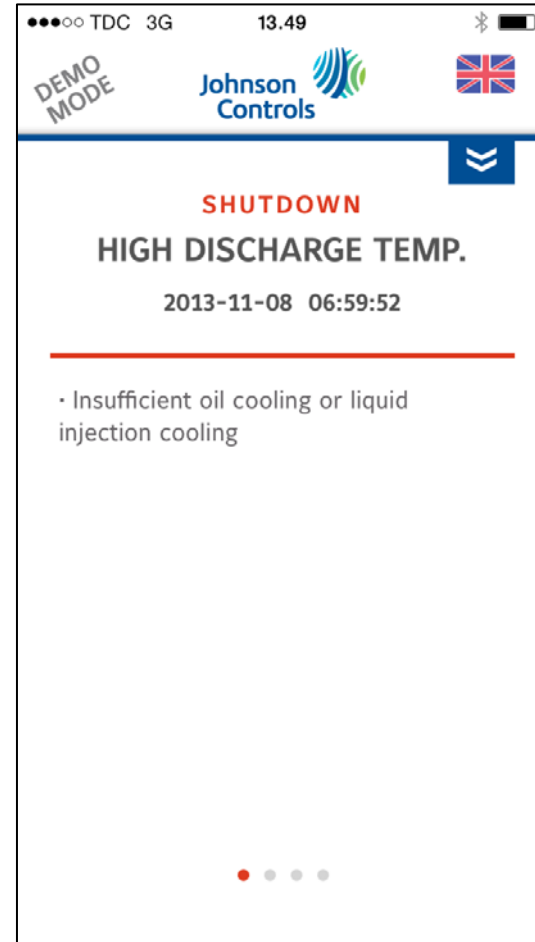 ●●●○○ TDC 3G 13.49
DEMO
MODE
Johnson
Controls
SHUTDOWN
HIGH DISCHARGE TEMP.
2013-11-08 06:59:52
· Insufficient oil cooling or liquid
injection cooling